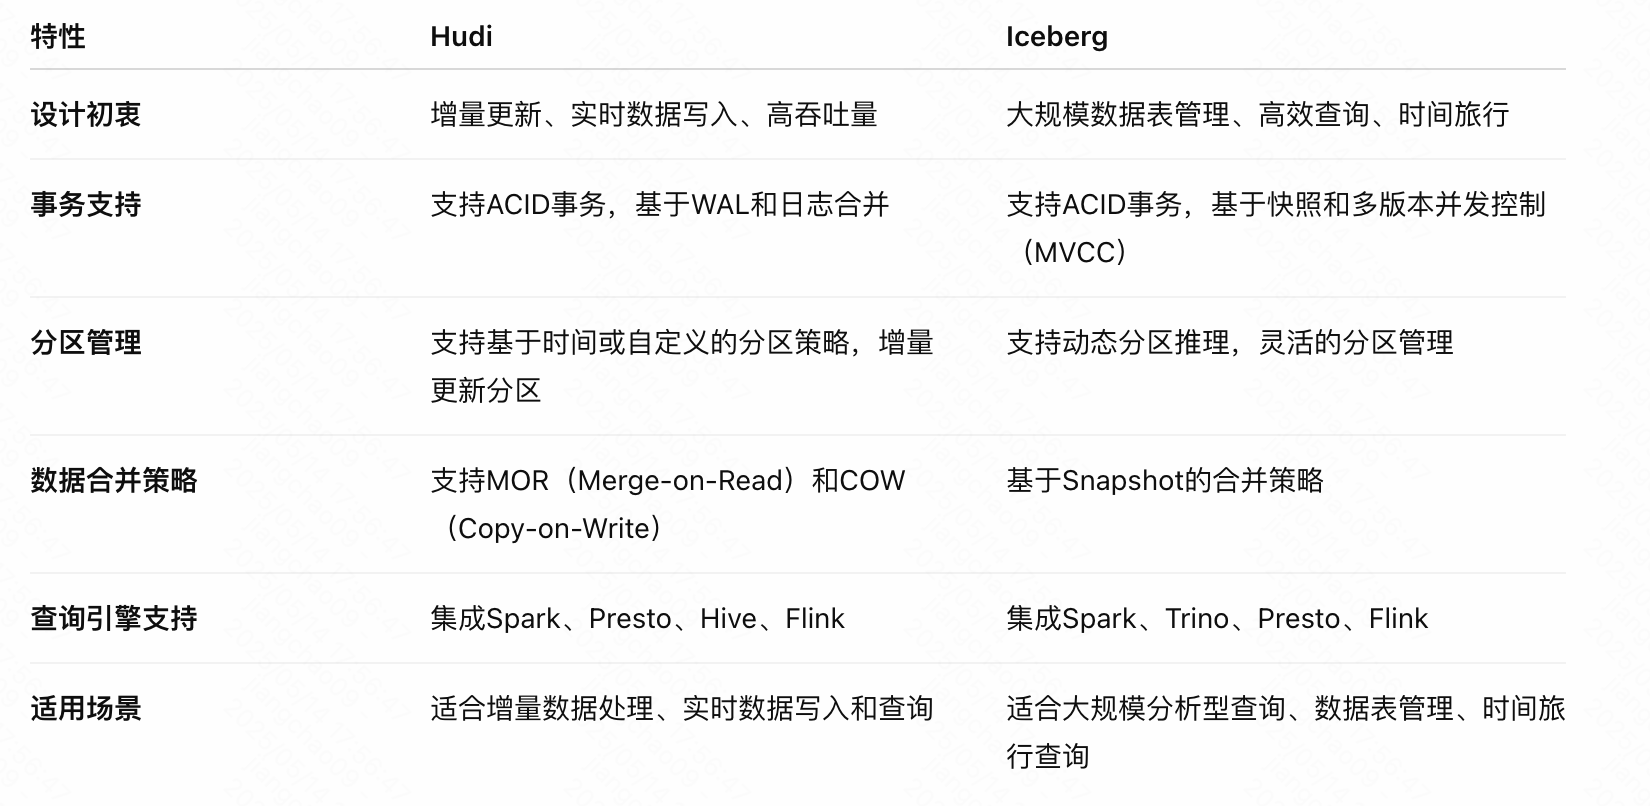 特性 Hudi Iceberg
设计初衷 增量更新、实时数据写入、高吞吐量 大规模数据表管理、高效查询、时间旅行
事务支持 支持ACID事务，基于WAL和日志合并 支持ACID事务，基于快照和多版本并发控制
（MVCC）
分区管理 支持基于时间或自定义的分区策略，增量 支持动态分区推理，灵活的分区管理
更新分区
数据合并策略 支持MOR（Merge-on-Read）和COW 基于Snapshot的合并策略
（Copy-on-Write）
查询引擎支持 集成Spark、Presto、Hive、Flink 集成Spark、Trino、Presto、Flink
适用场景 适合增量数据处理、实时数据写入和查询 适合大规模分析型查询、数据表管理、时间旅
行查询